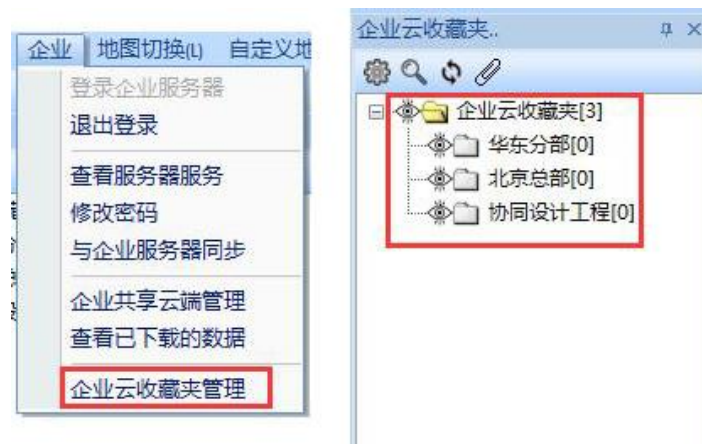 企业 地图切换(L) 自定义地
登录企业服务器
退出登录
查看服务器服务
修改密码
与企业服务器同步
企业共享云端管理
查看已下载的数据
企业云收藏夹管理
企业云收藏夹..
企业云收藏夹[3]
华东分部[0]
北京总部[0]
协同设计工程[0]